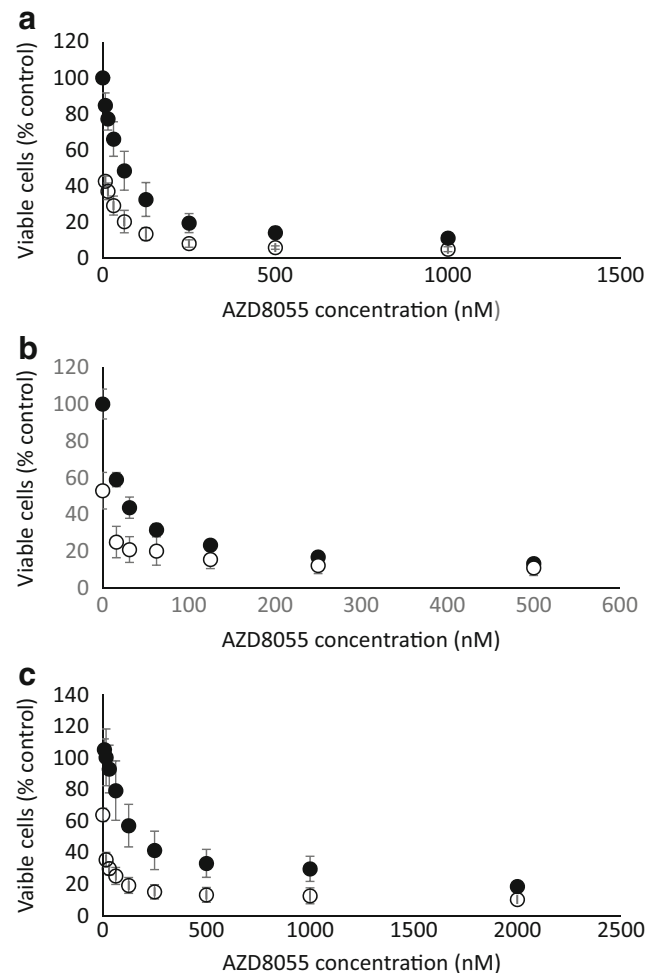 a
120
100
80
60
40
20
0
Viable cells (% control)
0 500 1000 1500
AZD8055 concentration (nM)
b
120
100
80
60
40
20
0
Viable cells (% control)
0 100 200 300 400 500 600
AZD8055 concentration (nM)
c
140
120
100
80
60
40
20
0
Vaible cells (% control)
0 500 1000 1500 2000 2500
AZD8055 concentration (nM)